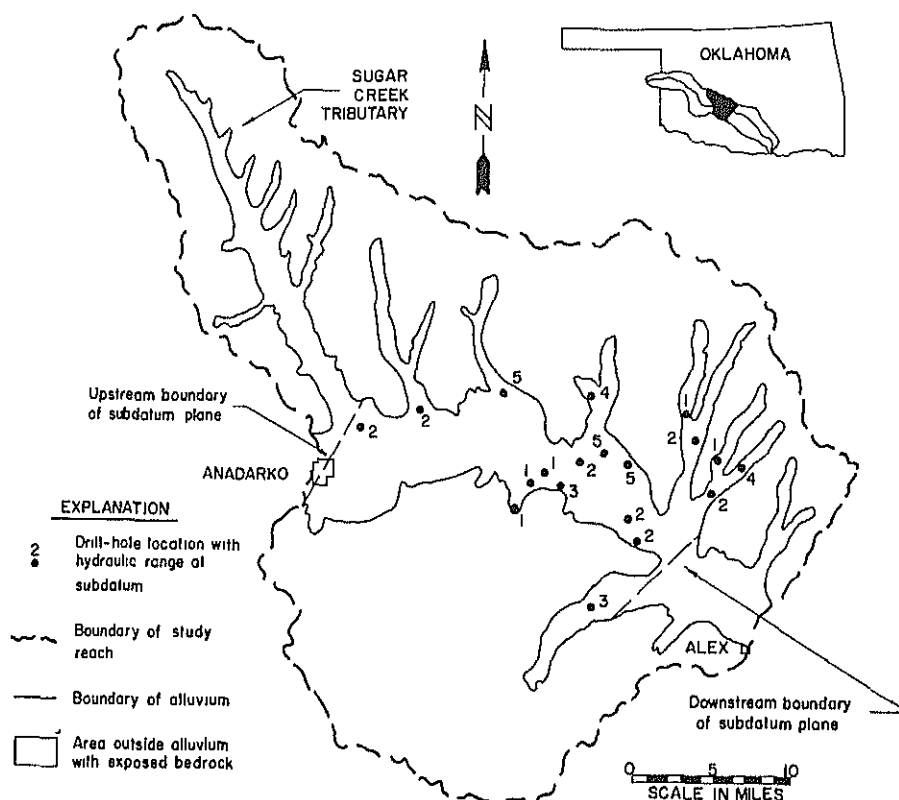 SUGAR
CREEK
TRIBUTARY
N
OKLAHOMA
Upstream boundary
of subdatum plane
ANADARKO
EXPLANATION
2 Drill-hole location with
hydraulic range at
subdatum
Boundary of study
reach
Boundary of alluvium
Area outside alluvium
with exposed bedrock
2
2
5
4
5
2
5
1
1
3
1
2
2
3
1
2
1
4
2
ALEX
Downstream boundary
of subdatum plane
0 5 10
SCALE IN MILES